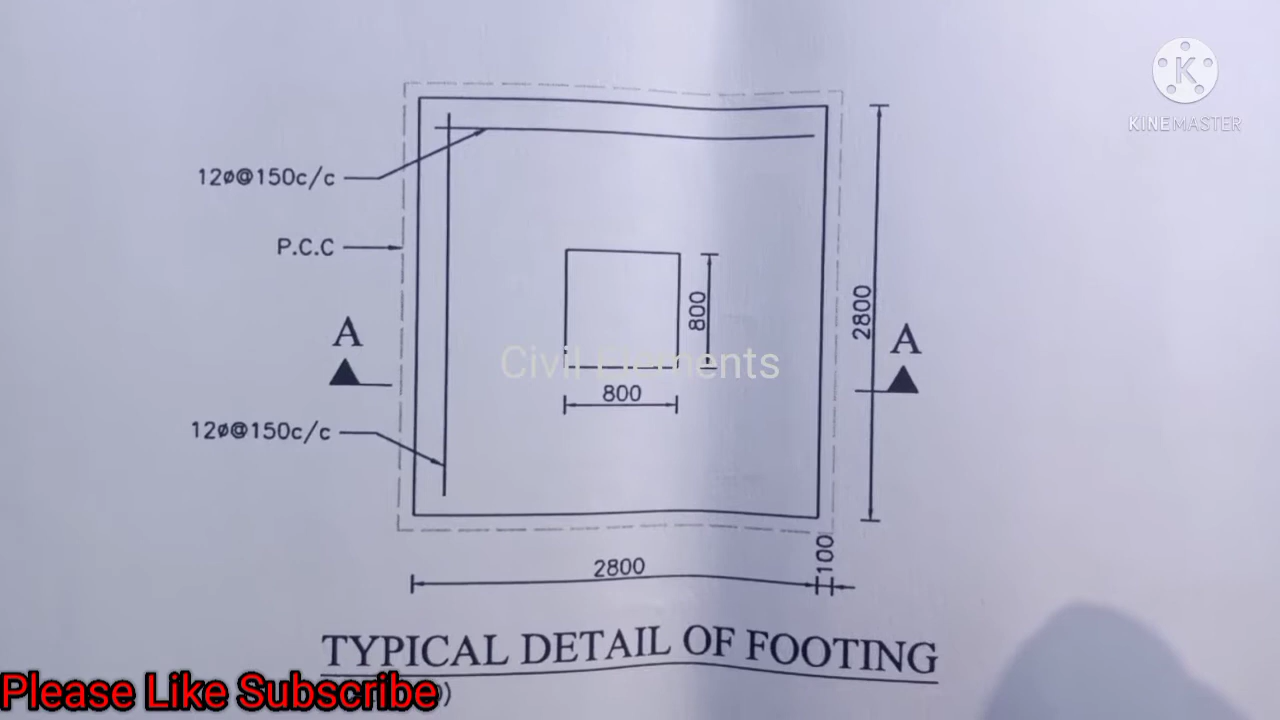 KINEMASTER
12ø@150c/c
P.C.C
800
2800
A
A
Civil Elements
800
12ø@150c/c
100
2800
TYPICAL DETAIL OF FOOTING
Please Like Subscribe